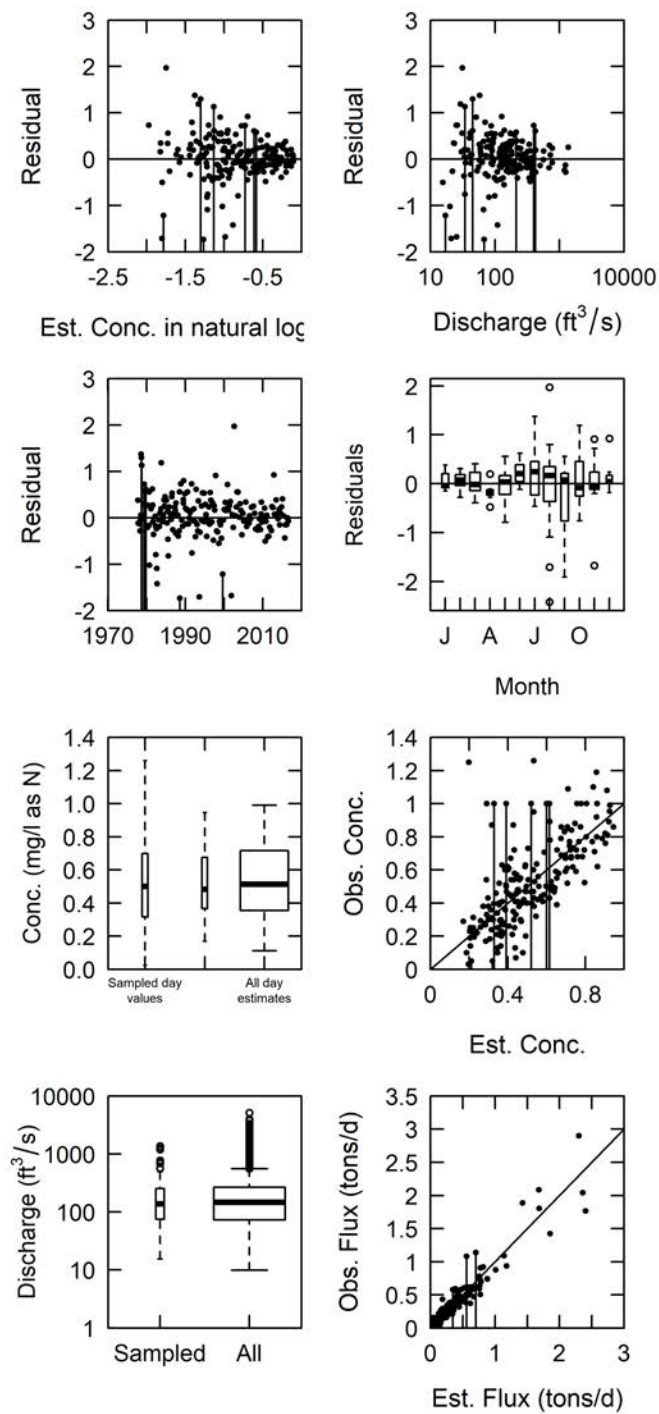 3
2
1
0
-1
-2
Residual
-2.5
-1.5
-0.5
Est. Conc. in natural log
3
2
1
0
-1
-2
Residual
10
100
10000
Discharge (ft³/s)
3
2
1
0
-1
-2
Residual
1970
1990
2010
2
1
0
-1
-2
Residuals
J
A
J
O
Month
1.4
1.2
1.0
0.8
0.6
0.4
0.2
0.0
Conc. (mg/l as N)
Sampled day
values
All day
estimates
1.4
1.2
1.0
0.8
0.6
0.4
0.2
0.0
Obs. Conc.
0
0.4
0.8
Est. Conc.
10000
1000
100
10
1
Discharge (ft³/s)
Sampled
All
3.5
3
2.5
2
1.5
1
0.5
0
Obs. Flux (tons/d)
0
1
2
3
Est. Flux (tons/d)